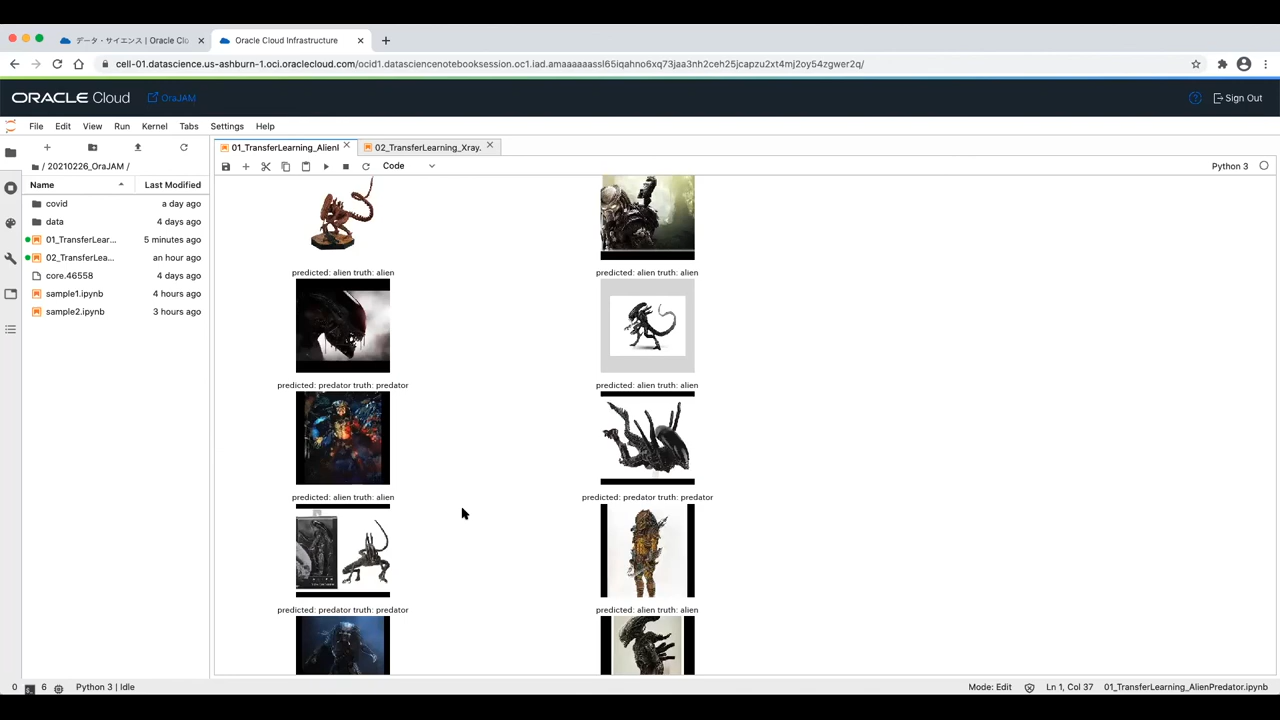 データ・サイエンス | Oracle Clo
Oracle Cloud Infrastructure
cell-01.datascience.us-ashburn-1.oci.oraclecloud.com/ocid1.datasciencenotebooksession.oc1.iad.amaaaaaassl65iqahno6xq73jaa3nh2ceh25jcapzu2xt4mj2oy54zgwer2q/
ORACLE Cloud
OraJAM
Sign Out
File Edit View Run Kernel Tabs Settings Help
/ 20210226_OraJAM /
Name Last Modified
covid a day ago
data 4 days ago
01_TransferLear... 5 minutes ago
02_TransferLea... an hour ago
core.46558 4 days ago
sample1.ipynb 4 hours ago
sample2.ipynb 3 hours ago
01_TransferLearning_AlienI
02_TransferLearning_Xray.
Code
Python 3
predicted: alien truth: alien
predicted: alien truth: alien
predicted: predator truth: predator
predicted: alien truth: alien
predicted: alien truth: alien
predicted: predator truth: predator
predicted: predator truth: predator
predicted: alien truth: alien
0 6 Python 3 | Idle
Mode: Edit Ln 1, Col 37 01_TransferLearning_AlienPredator.ipynb